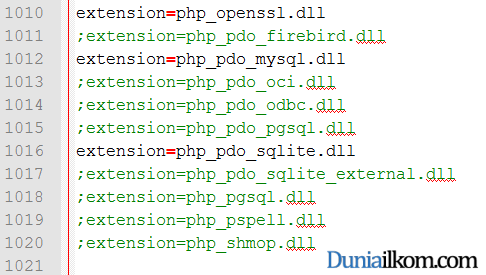 1010 extension=php_openssl.dll
1011 ;extension=php_pdo_firebird.dll
1012 extension=php_pdo_mysql.dll
1013 ;extension=php_pdo_oci.dll
1014 ;extension=php_pdo_odbc.dll
1015 ;extension=php_pdo_pgsql.dll
1016 extension=php_pdo_sqlite.dll
1017 ;extension=php_pdo_sqlite_external.dll
1018 ;extension=php_pgsql.dll
1019 ;extension=php_pspell.dll
1020 ;extension=php_shmop.dll
1021
Duniailkom.com